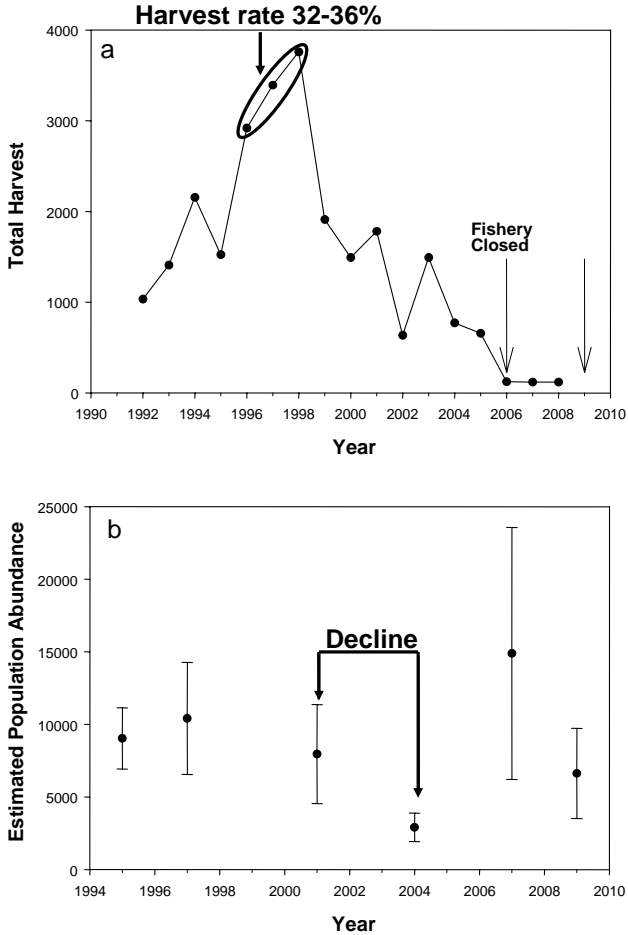 Harvest rate 32-36%
a
4000
3000
2000
1000
0
Total Harvest
Fishery
Closed
1990 1992 1994 1996 1998 2000 2002 2004 2006 2008 2010
Year
b
25000
20000
15000
10000
5000
0
Estimated Population Abundance
Decline
1994 1996 1998 2000 2002 2004 2006 2008 2010
Year